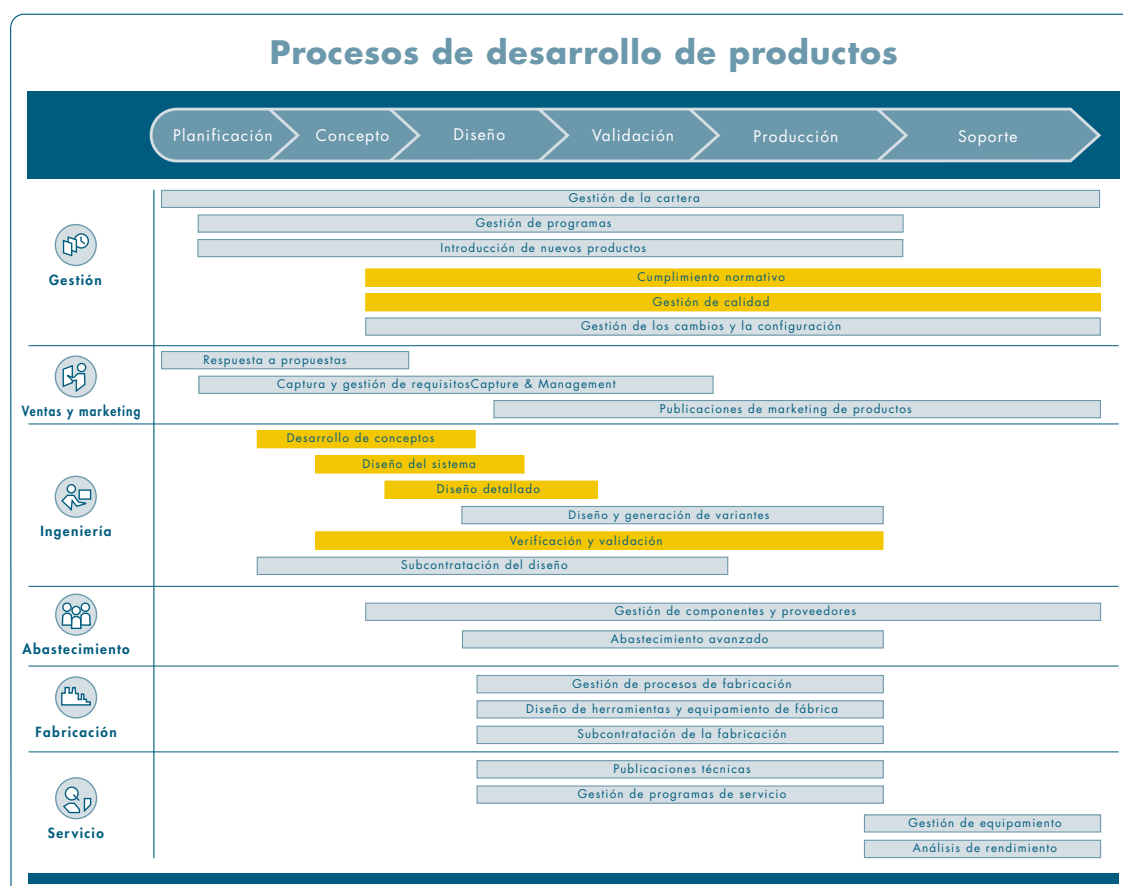 Procesos de desarrollo de productos
Planificación
Concepto
Diseño
Validación
Producción
Soporte
Gestión
Gestión de la cartera
Gestión de programas
Introducción de nuevos productos
Cumplimiento normativo
Gestión de calidad
Gestión de los cambios y la configuración
Ventas y marketing
Respuesta a propuestas
Captura y gestión de requisitosCapture & Management
Publicaciones de marketing de productos
Ingeniería
Desarrollo de conceptos
Diseño del sistema
Diseño detallado
Diseño y generación de variantes
Verificación y validación
Subcontratación del diseño
Abastecimiento
Gestión de componentes y proveedores
Abastecimiento avanzado
Fabricación
Gestión de procesos de fabricación
Diseño de herramientas y equipamiento de fábrica
Subcontratación de la fabricación
Servicio
Publicaciones técnicas
Gestión de programas de servicio
Gestión de equipamiento
Análisis de rendimiento